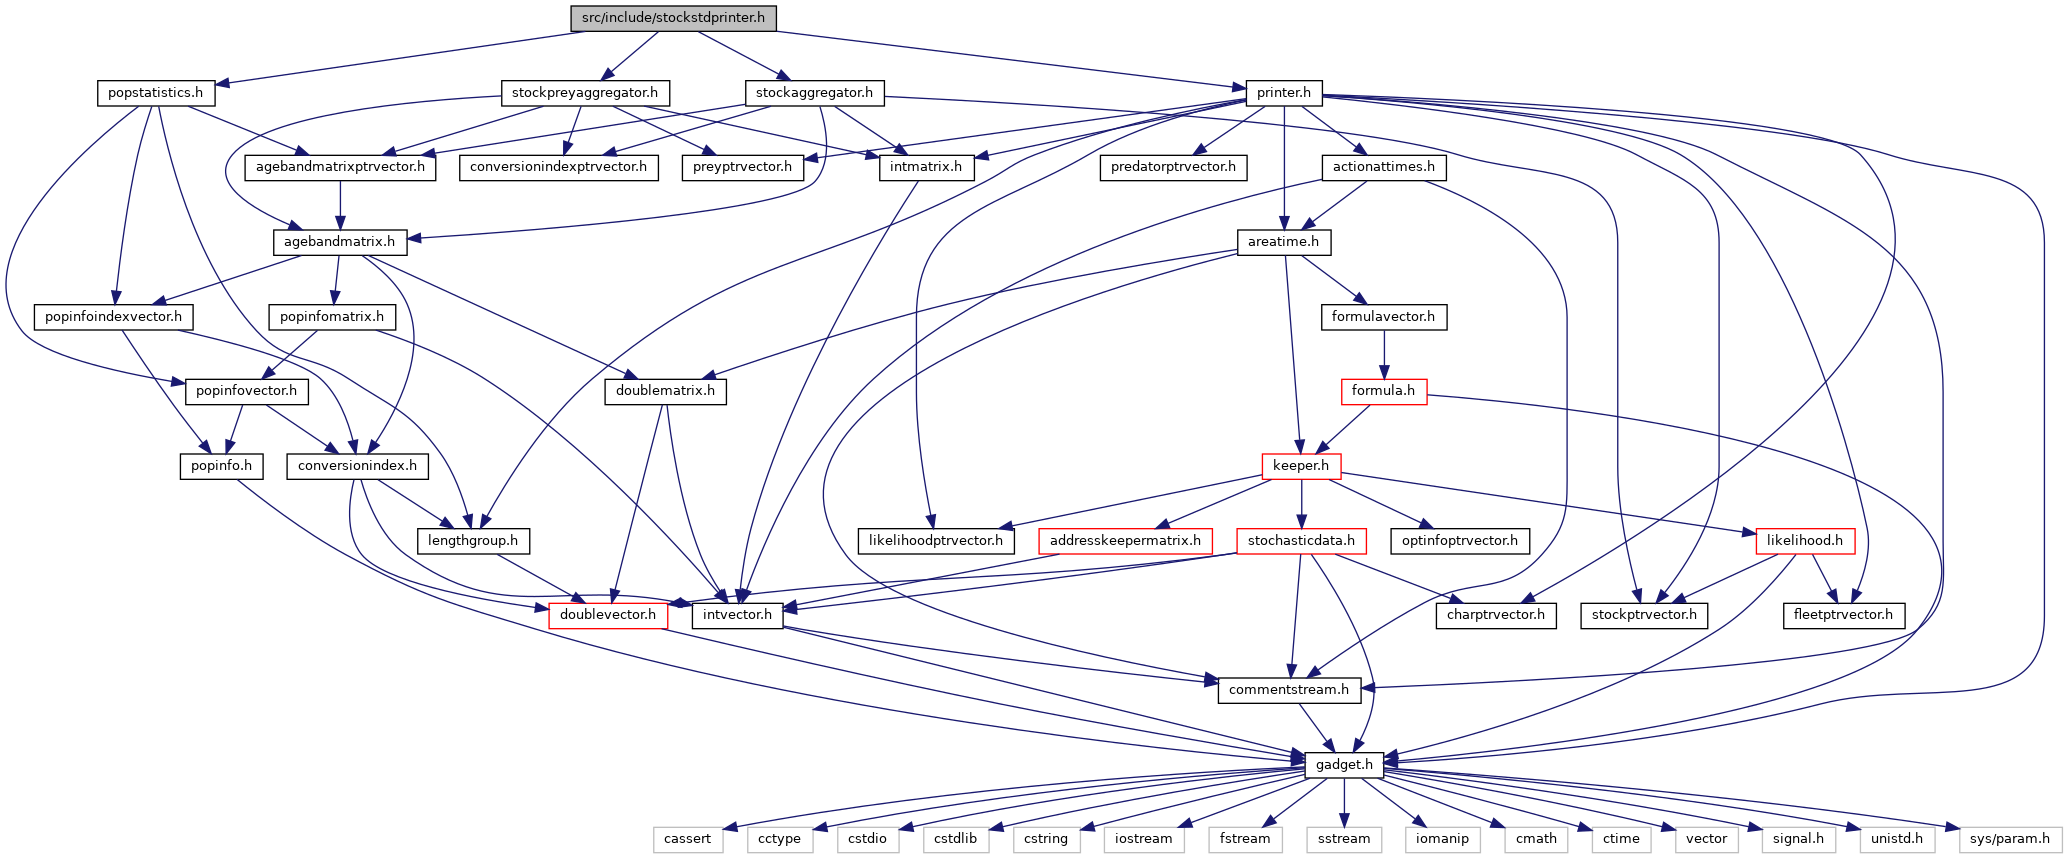 src/include/stockstdprinter.h
popstatistics.h
stockpreyaggregator.h
stockaggregator.h
printer.h
agebandmatrixptrvector.h
conversionindexptrvector.h
preyptrvector.h
intmatrix.h
predatorptrvector.h
actionattimes.h
agebandmatrix.h
areatime.h
popinfoindexvector.h
popinfomatrix.h
formulavector.h
popinfovector.h
doublematrix.h
formula.h
popinfo.h
conversionindex.h
keeper.h
lengthgroup.h
likelihoodptrvector.h
addresskeepermatrix.h
stochasticdata.h
optinfoptrvector.h
likelihood.h
doublevector.h
intvector.h
charptrvector.h
stockptrvector.h
fleetptrvector.h
commentstream.h
gadget.h
cassert
cctype
cstdio
cstdlib
cstring
iostream
fstream
sstream
iomanip
cmath
ctime
vector
signal.h
unistd.h
sys/param.h